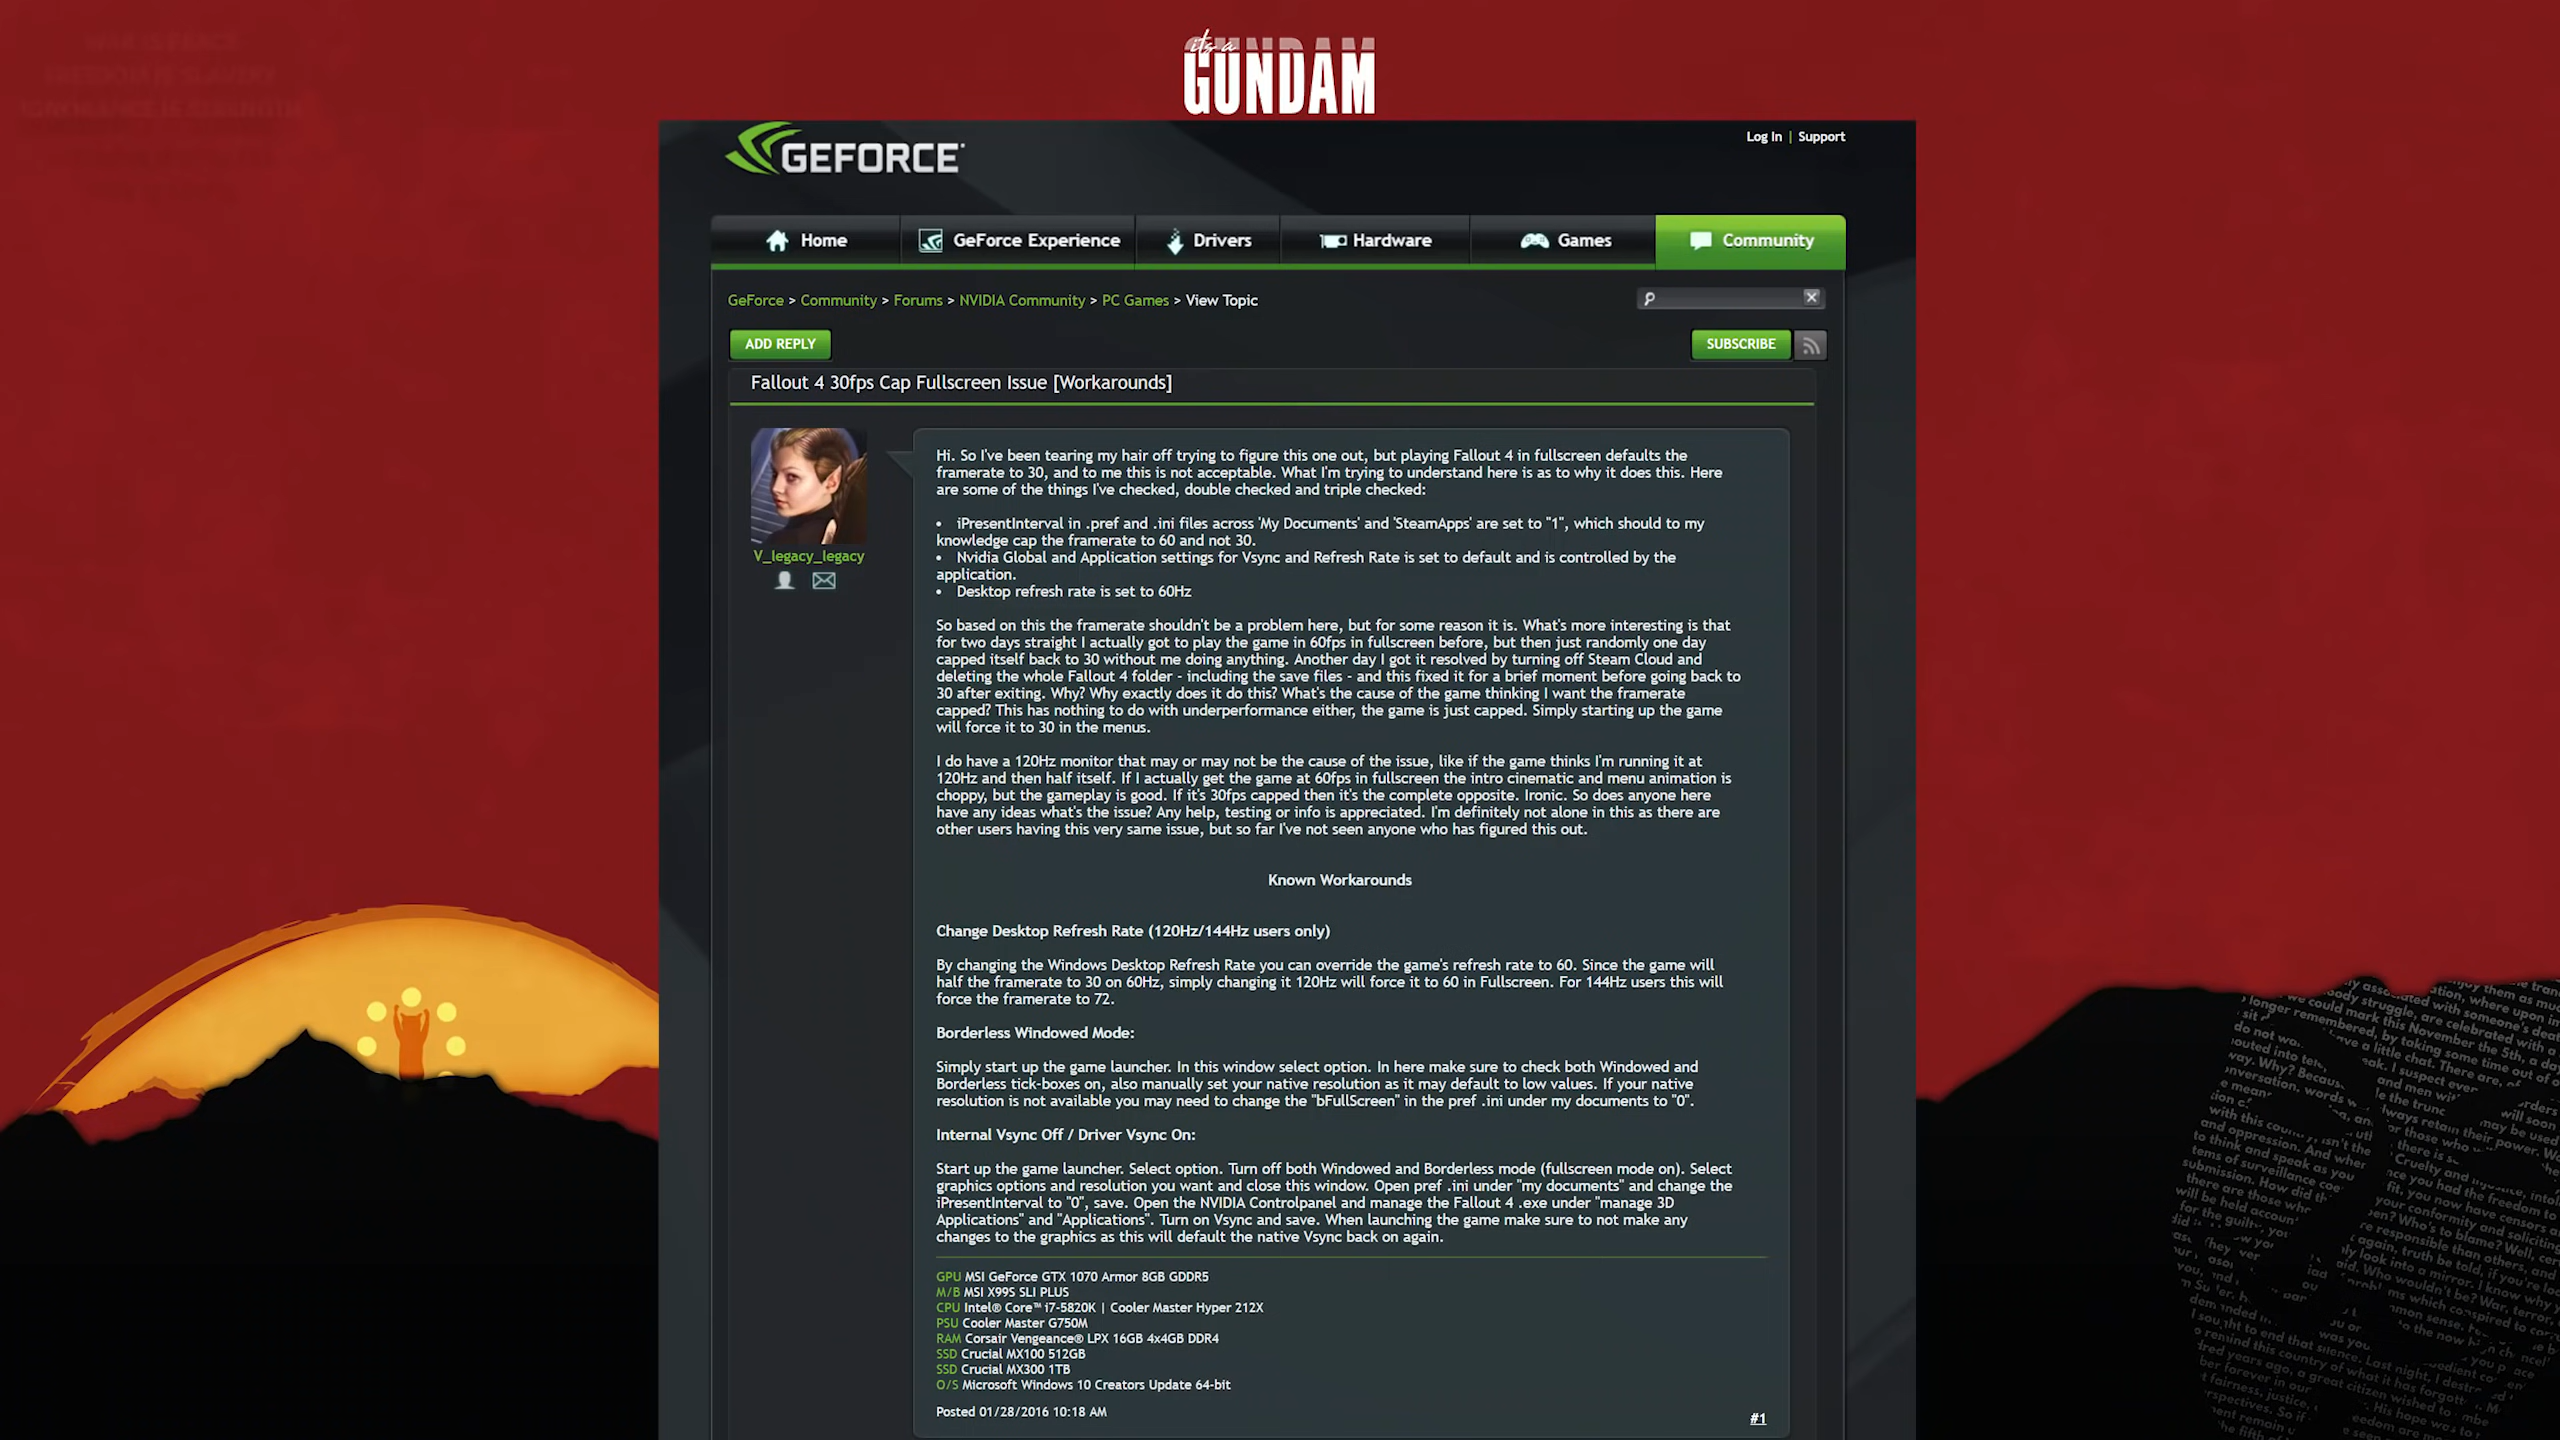 it's a
GUNDAM
GEFORCE
Log In | Support
Home
GeForce Experience
Drivers
Hardware
Games
Community
GeForce > Community > Forums > NVIDIA Community > PC Games > View Topic
ADD REPLY
SUBSCRIBE
Fallout 4 30fps Cap Fullscreen Issue [Workarounds]
V_legacy_legacy
Hi. So I've been tearing my hair off trying to figure this one out, but playing Fallout 4 in fullscreen defaults the
framerate to 30, and to me this is not acceptable. What I'm trying to understand here is as to why it does this. Here
are some of the things I've checked, double checked and triple checked:
• iPresentInterval in .pref and .ini files across 'My Documents' and 'SteamApps' are set to "1", which should to my
knowledge cap the framerate to 60 and not 30.
• Nvidia Global and Application settings for Vsync and Refresh Rate is set to default and is controlled by the
application.
• Desktop refresh rate is set to 60Hz
So based on this the framerate shouldn't be a problem here, but for some reason it is. What's more interesting is that
for two days straight I actually got to play the game in 60fps in fullscreen before, but then just randomly one day
capped itself back to 30 without me doing anything. Another day I got it resolved by turning off Steam Cloud and
deleting the whole Fallout 4 folder - including the save files - and this fixed it for a brief moment before going back to
30 after exiting. Why? Why exactly does it do this? What's the cause of the game thinking I want the framerate
capped? This has nothing to do with underperformance either, the game is just capped. Simply starting up the game
will force it to 30 in the menus.
I do have a 120Hz monitor that may or may not be the cause of the issue, like if the game thinks I'm running it at
120Hz and then half itself. If I actually get the game at 60fps in fullscreen the intro cinematic and menu animation is
choppy, but the gameplay is good. If it's 30fps capped then it's the complete opposite. Ironic. So does anyone here
have any ideas what's the issue? Any help, testing or info is appreciated. I'm definitely not alone in this as there are
other users having this very same issue, but so far I've not seen anyone who has figured this out.
Known Workarounds
Change Desktop Refresh Rate (120Hz/144Hz users only)
By changing the Windows Desktop Refresh Rate you can override the game's refresh rate to 60. Since the game will
half the framerate to 30 on 60Hz, simply changing it 120Hz will force it to 60 in Fullscreen. For 144Hz users this will
force the framerate to 72.
Borderless Windowed Mode:
Simply start up the game launcher. In this window select option. In here make sure to check both Windowed and
Borderless tick-boxes on, also manually set your native resolution as it may default to low values. If your native
resolution is not available you may need to change the "bFullScreen" in the pref .ini under my documents to "0".
Internal Vsync Off / Driver Vsync On:
Start up the game launcher. Select option. Turn off both Windowed and Borderless mode (fullscreen mode on). Select
graphics options and resolution you want and close this window. Open pref .ini under "my documents" and change the
iPresentInterval to "0", save. Open the NVIDIA Controlpanel and manage the Fallout 4 .exe under "manage 3D
Applications" and "Applications". Turn on Vsync and save. When launching the game make sure to not make any
changes to the graphics as this will default the native Vsync back on again.
GPU MSI GeForce GTX 1070 Armor 8GB GDDR5
M/B MSI X99S SLI PLUS
CPU Intel® Core™ i7-5820K | Cooler Master Hyper 212X
PSU Cooler Master G750M
RAM Corsair Vengeance® LPX 16GB 4x4GB DDR4
SSD Crucial MX100 512GB
SSD Crucial MX300 1TB
O/S Microsoft Windows 10 Creators Update 64-bit
Posted 01/28/2016 10:18 AM
#1